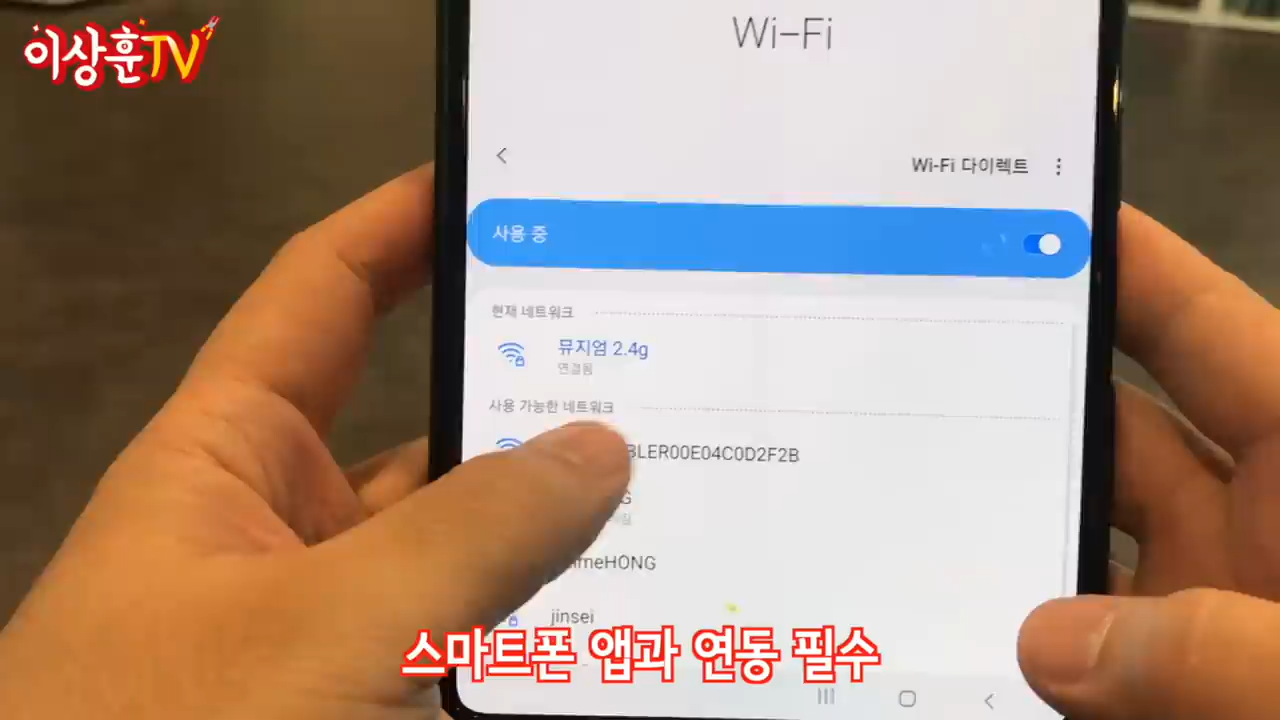 이상훈TV
Wi-Fi
Wi-Fi 다이렉트
사용 중
현재 네트워크
뮤지엄 2.4g
연결됨
사용 가능한 네트워크
BLER00E04C0D2F2B
meHONG
jinsei
스마트폰 앱과 연동 필수